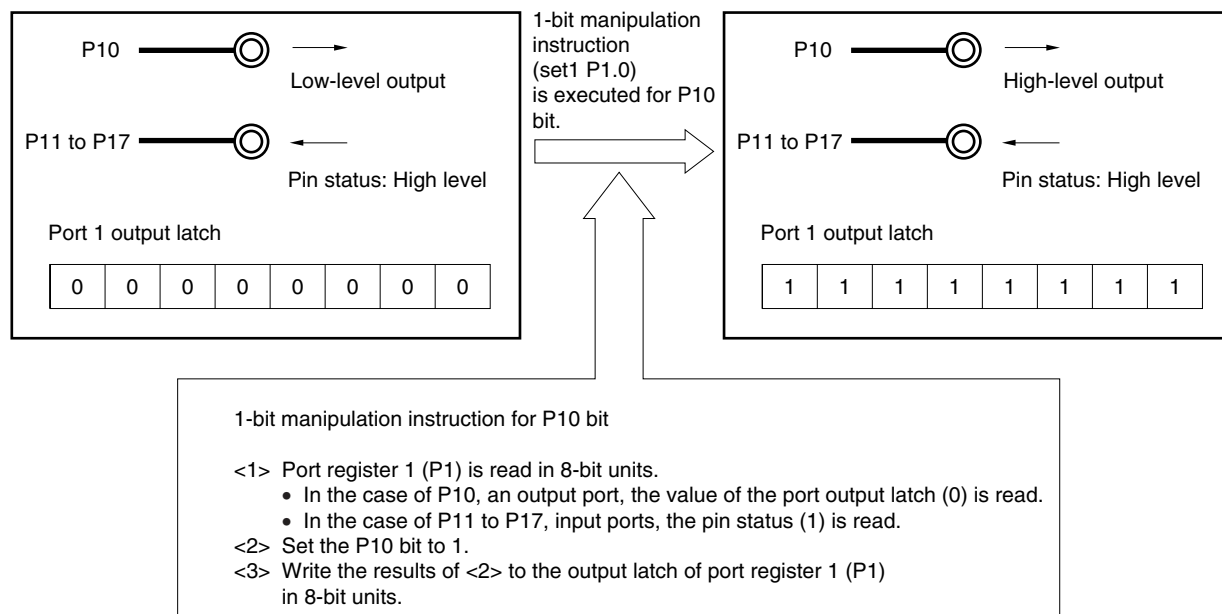 P10
Low-level output
P11 to P17
Pin status: High level
Port 1 output latch
0 0 0 0 0 0 0 0
1-bit manipulation
instruction
(set1 P1.0)
is executed for P10
bit.
P10
High-level output
P11 to P17
Pin status: High level
Port 1 output latch
1 1 1 1 1 1 1 1
1-bit manipulation instruction for P10 bit
<1> Port register 1 (P1) is read in 8-bit units.
• In the case of P10, an output port, the value of the port output latch (0) is read.
• In the case of P11 to P17, input ports, the pin status (1) is read.
<2> Set the P10 bit to 1.
<3> Write the results of <2> to the output latch of port register 1 (P1)
in 8-bit units.